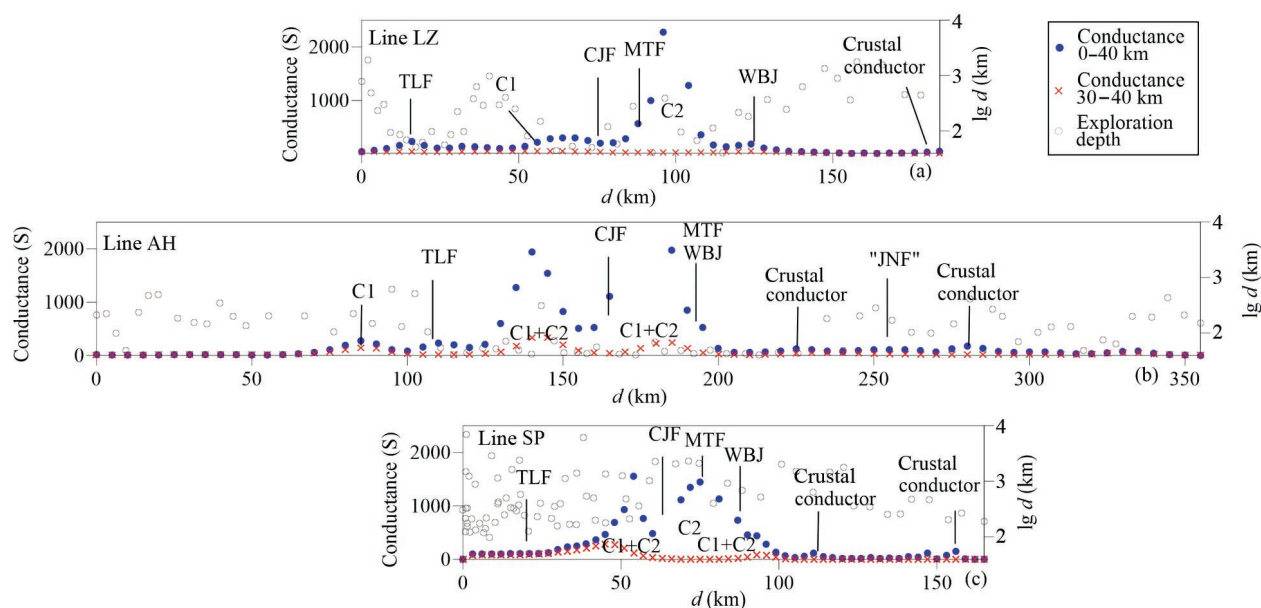 Line LZ
Conductance (S)
2000
1000
TLF
C1
CJF
MTF
C2
WBJ
Crustal
conductor
4
3
2
lg d (km)
0
50
100
150
(a)
d (km)
Conductance
0–40 km
Conductance
30–40 km
Exploration
depth
Line AH
Conductance (S)
2000
1000
0
C1
TLF
C1+C2
CJF
C1+C2
MTF
WBJ
Crustal
conductor
"JNF"
Crustal
conductor
4
3
2
lg d (km)
0
50
100
150
200
250
300
350
(b)
d (km)
Line SP
Conductance (S)
2000
1000
0
TLF
C1+C2
CJF
C2
MTF
C1+C2
WBJ
Crustal
conductor
Crustal
conductor
4
3
2
lg d (km)
0
50
100
150
(c)
d (km)